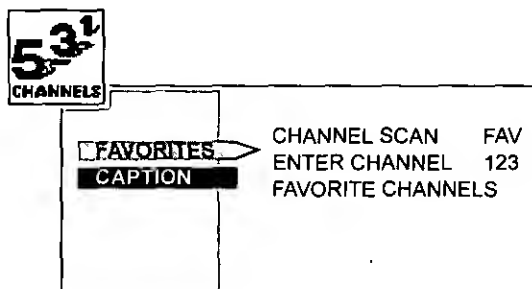 5 3 1
CHANNELS
FAVORITES
CAPTION
CHANNEL SCAN FAV
ENTER CHANNEL 123
FAVORITE CHANNELS